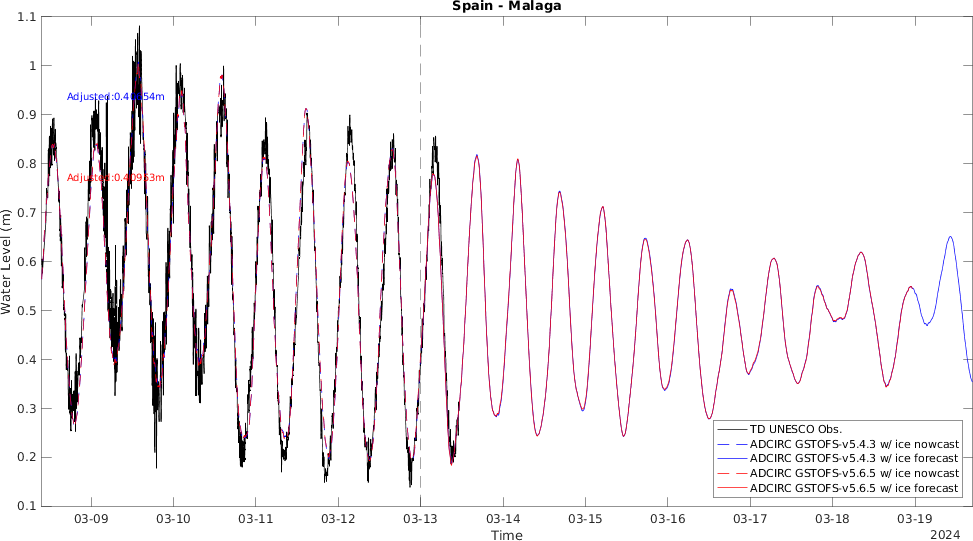 Spain - Malaga
Water Level (m)
1.1
1
0.9
0.8
0.7
0.6
0.5
0.4
0.3
0.2
0.1
TD UNESCO Obs.
ADCIRC GSTOFS-v5.4.3 w/ ice nowcast
ADCIRC GSTOFS-v5.4.3 w/ ice forecast
ADCIRC GSTOFS-v5.6.5 w/ ice nowcast
ADCIRC GSTOFS-v5.6.5 w/ ice forecast
03-09 03-10 03-11 03-12 03-13 03-14 03-15 03-16 03-17 03-18 03-19
Time
2024